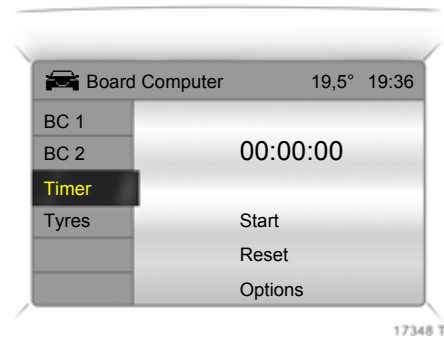 Board Computer 19,5° 19:36
BC 1
BC 2
Timer
Tyres
00:00:00
Start
Reset
Options
17348 T